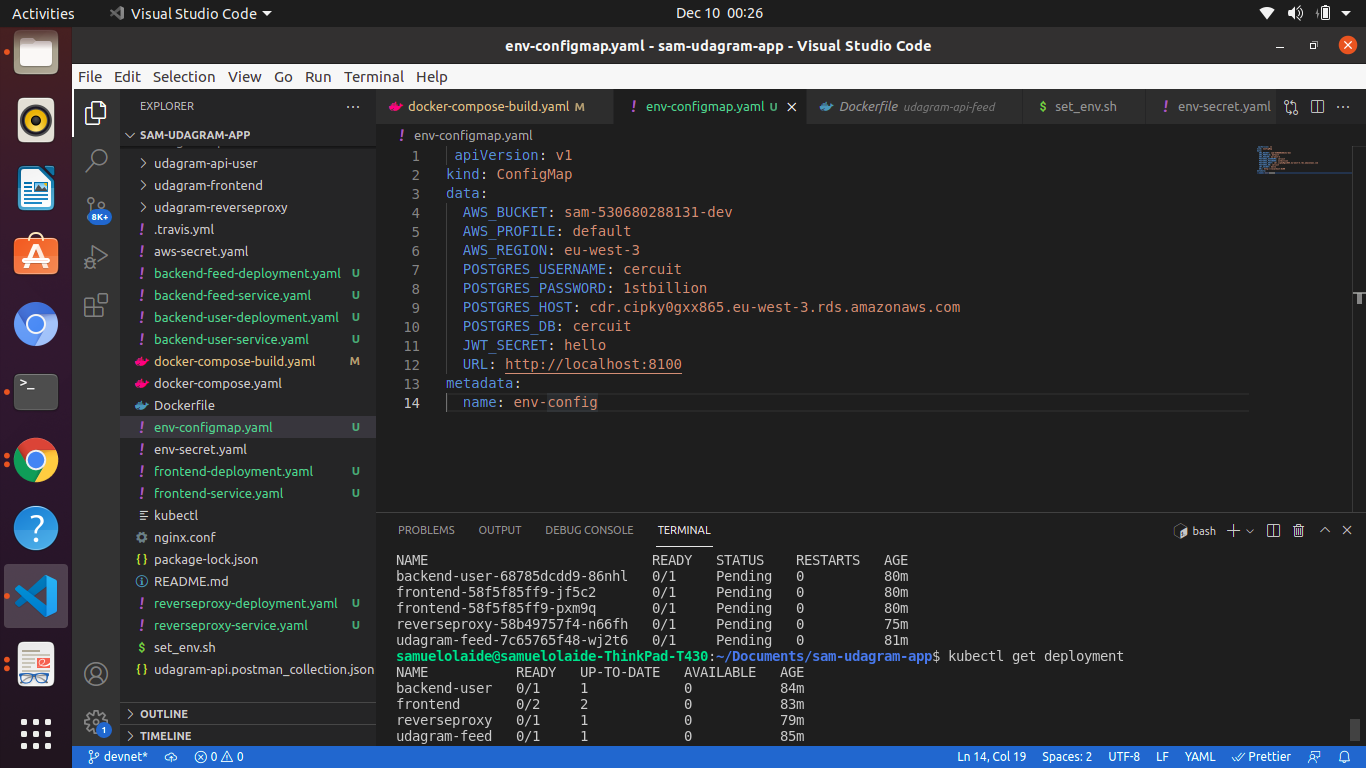 Activities
Visual Studio Code
Dec 10 00:26
env-configmap.yaml - sam-udagram-app - Visual Studio Code
File Edit Selection View Go Run Terminal Help
EXPLORER ...
SAM-UDAGRAM-APP
udagram-api-user
udagram-frontend
udagram-reverseproxy
! .travis.yml
! aws-secret.yaml
! backend-feed-deployment.yaml U
! backend-feed-service.yaml U
! backend-user-deployment.yaml U
! backend-user-service.yaml U
docker-compose-build.yaml M
docker-compose.yaml
Dockerfile
! env-configmap.yaml U
! env-secret.yaml
! frontend-deployment.yaml U
! frontend-service.yaml U
kubectl
nginx.conf
{} package-lock.json
README.md
! reverseproxy-deployment.yaml U
! reverseproxy-service.yaml U
$ set_env.sh
{} udagram-api.postman_collection.json
OUTLINE
TIMELINE
8K+
1
docker-compose-build.yaml M
! env-configmap.yaml U
Dockerfile udagram-api-feed
$ set_env.sh
! env-secret.yaml
! env-configmap.yaml
1 apiVersion: v1
2 kind: ConfigMap
3 data:
4 AWS_BUCKET: sam-530680288131-dev
5 AWS_PROFILE: default
6 AWS_REGION: eu-west-3
7 POSTGRES_USERNAME: cercuit
8 POSTGRES_PASSWORD: 1stbillion
9 POSTGRES_HOST: cdr.cipky0gxx865.eu-west-3.rds.amazonaws.com
10 POSTGRES_DB: cercuit
11 JWT_SECRET: hello
12 URL: http://localhost:8100
13 metadata:
14 name: env-config
PROBLEMS OUTPUT DEBUG CONSOLE TERMINAL
bash
NAME READY STATUS RESTARTS AGE
backend-user-68785dcdd9-86nhl 0/1 Pending 0 80m
frontend-58f5f85ff9-jf5c2 0/1 Pending 0 80m
frontend-58f5f85ff9-pxm9q 0/1 Pending 0 80m
reverseproxy-58b49757f4-n66fh 0/1 Pending 0 75m
udagram-feed-7c65765f48-wj2t6 0/1 Pending 0 81m
samuelolaide@samuelolaide-ThinkPad-T430:~/Documents/sam-udagram-app$ kubectl get deployment
NAME READY UP-TO-DATE AVAILABLE AGE
backend-user 0/1 1 0 84m
frontend 0/2 2 0 83m
reverseproxy 0/1 1 0 79m
udagram-feed 0/1 1 0 85m
devnet* 0 0
Ln 14, Col 19 Spaces: 2 UTF-8 LF YAML Prettier